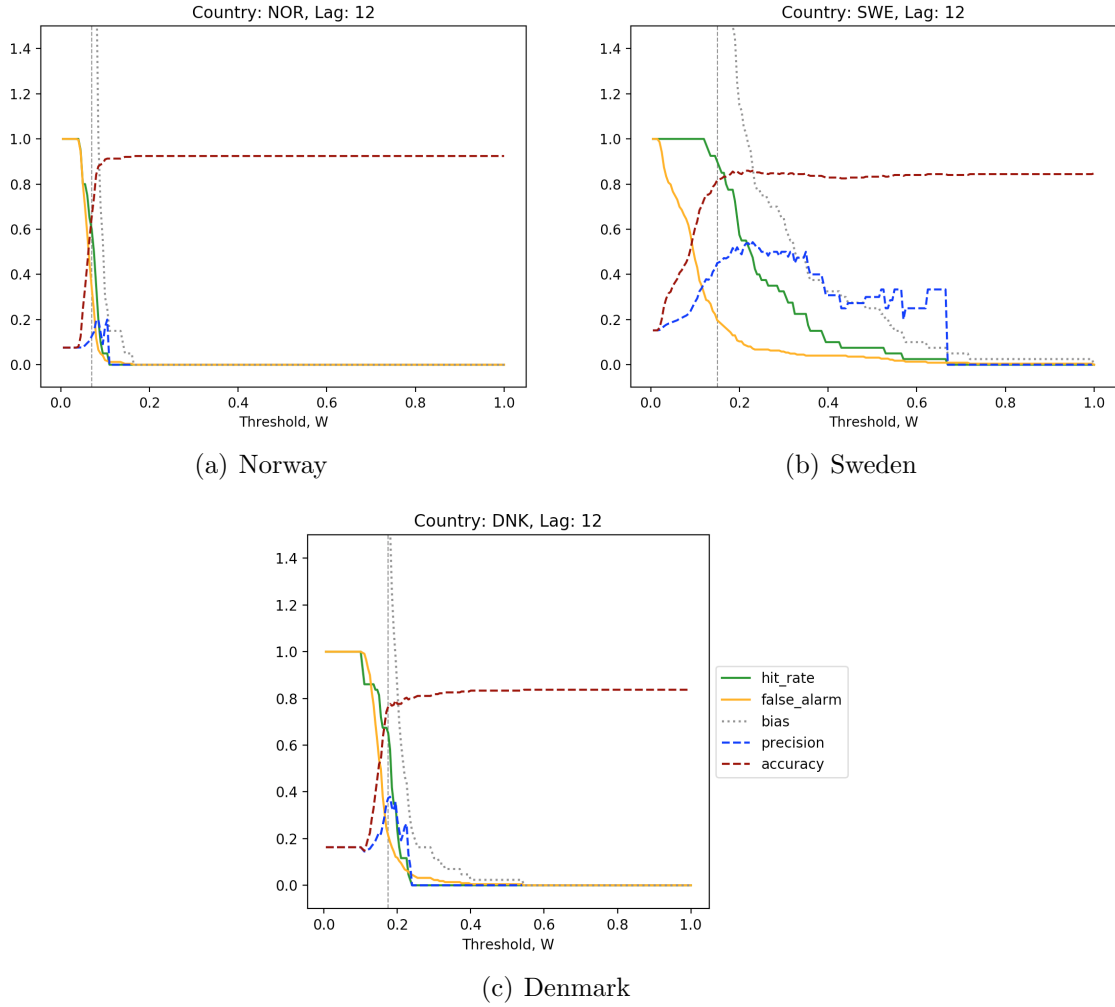 Country: NOR, Lag: 12
1.4
1.2
1.0
0.8
0.6
0.4
0.2
0.0
0.0 0.2 0.4 0.6 0.8 1.0
Threshold, W
(a) Norway
Country: SWE, Lag: 12
1.4
1.2
1.0
0.8
0.6
0.4
0.2
0.0
0.0 0.2 0.4 0.6 0.8 1.0
Threshold, W
(b) Sweden
Country: DNK, Lag: 12
1.4
1.2
1.0
0.8
0.6
0.4
0.2
0.0
0.0 0.2 0.4 0.6 0.8 1.0
Threshold, W
hit_rate
false_alarm
bias
precision
accuracy
(c) Denmark